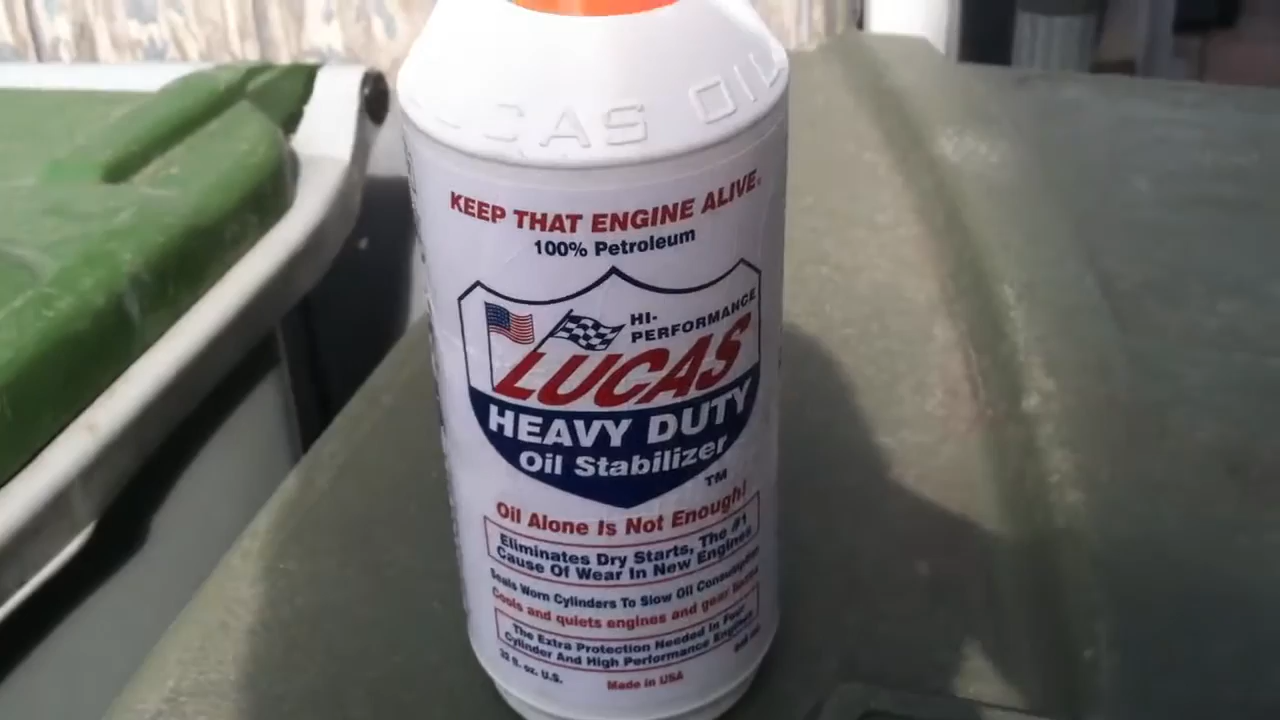 CAS OIL
KEEP THAT ENGINE ALIVE.
100% Petroleum
HI-
PERFORMANCE
LUCAS
HEAVY DUTY
Oil Stabilizer
TM
Oil Alone Is Not Enough!
Eliminates Dry Starts, The #1
Cause Of Wear In New Engines
Seals Worn Cylinders To Slow Oil Consumption
Cools and quiets engines and gear
The Extra Protection Needed In Four
Cylinder And High Performance Engines
32 fl. oz. U.S.
Made in USA